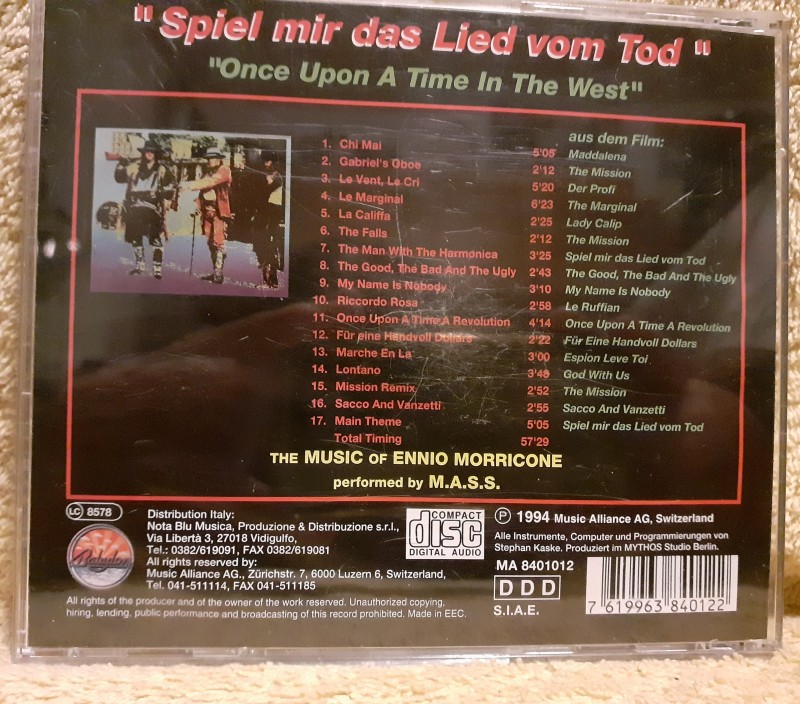 " Spiel mir das Lied vom Tod "
"Once Upon A Time In The West"
aus dem Film:
1. Chi Mai 5'05 Maddalena
2. Gabriel's Oboe 2'12 The Mission
3. Le Vent, Le Cri 5'20 Der Profi
4. Le Marginal 6'23 The Marginal
5. La Califfa 2'25 Lady Calip
6. The Falls 2'12 The Mission
7. The Man With The Harmonica 3'25 Spiel mir das Lied vom Tod
8. The Good, The Bad And The Ugly 2'43 The Good, The Bad And The Ugly
9. My Name Is Nobody 3'10 My Name Is Nobody
10. Riccordo Rosa 2'58 Le Ruffian
11. Once Upon A Time A Revolution 4'14 Once Upon A Time A Revolution
12. Für eine Handvoll Dollars 2'22 Für Eine Handvoll Dollars
13. Marche En La 3'00 Espion Leve Toi
14. Lontano 3'48 God With Us
15. Mission Remix 2'52 The Mission
16. Sacco And Vanzetti 2'55 Sacco And Vanzetti
17. Main Theme 5'05 Spiel mir das Lied vom Tod
Total Timing 57'29
THE MUSIC OF ENNIO MORRICONE
performed by M.A.S.S.
LC 8578
Babylon
Distribution Italy:
Nota Blu Musica, Produzione & Distribuzione s.r.l.,
Via Libertà 3, 27018 Vidigulfo,
Tel.: 0382/619091, FAX 0382/619081
All rights reserved by:
Music Alliance AG., Zürichstr. 7, 6000 Luzern 6, Switzerland,
Tel. 041-511114, FAX 041-511185
All rights of the producer and of the owner of the work reserved. Unauthorized copying,
hiring, lending, public performance and broadcasting of this record prohibited. Made in EEC.
COMPACT
disc
DIGITAL AUDIO
Ⓟ 1994 Music Alliance AG, Switzerland
Alle Instrumente, Computer und Programmierungen von
Stephan Kaske. Produziert im MYTHOS Studio Berlin.
MA 8401012
DDD
S.I.A.E.
7 619963 840122